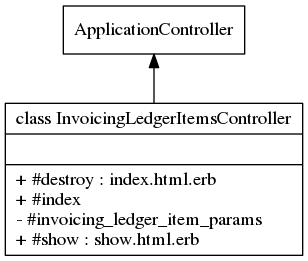 ApplicationController
class InvoicingLedgerItemsController
+ #destroy : index.html.erb
+ #index
- #invoicing_ledger_item_params
+ #show : show.html.erb